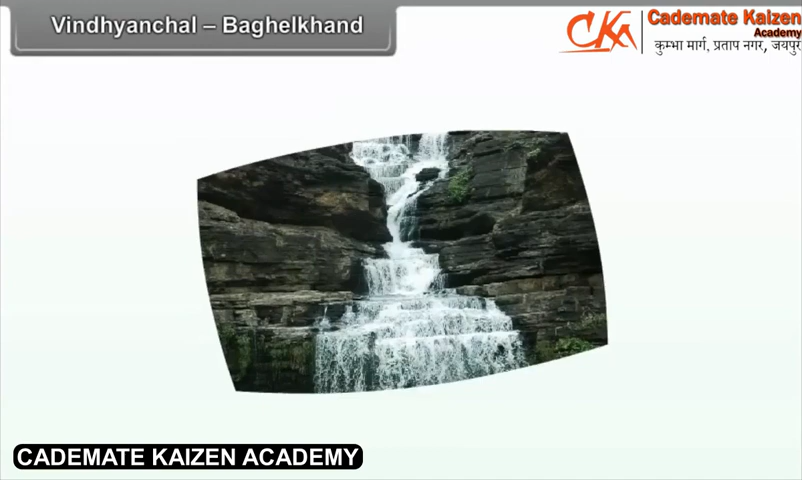 Vindhyanchal – Baghelkhand
CKA
Cademate Kaizen
Academy
कुम्भा मार्ग, प्रताप नगर, जयपुर
CADEMATE KAIZEN ACADEMY